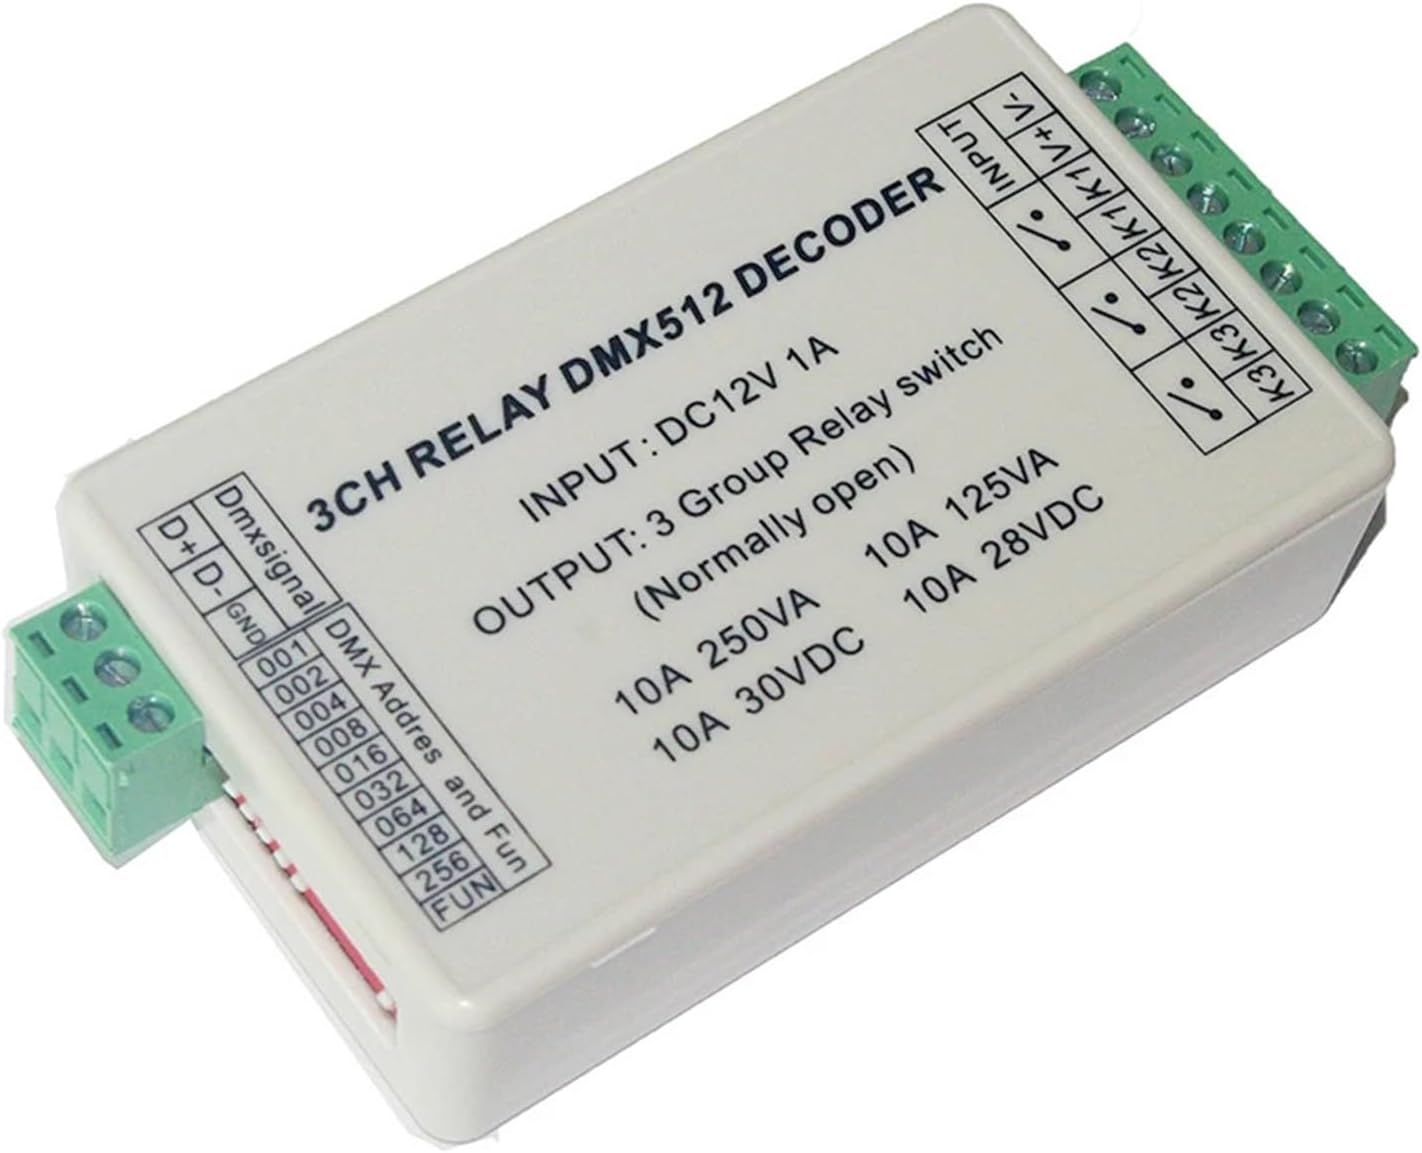 3CH RELAY DMX512 DECODER
INPUT: DC12V 1A
OUTPUT: 3 Group Relay switch
(Normally open)
10A 250VA 10A 125VA
10A 30VDC 10A 28VDC
INPUT
V-
V+
INPUT
K1
K1
K2
K2
K3
K3
Dmxsignal
D+
D-
GND
DMX Addres and Fun
001
002
004
008
016
032
064
128
256
FUN